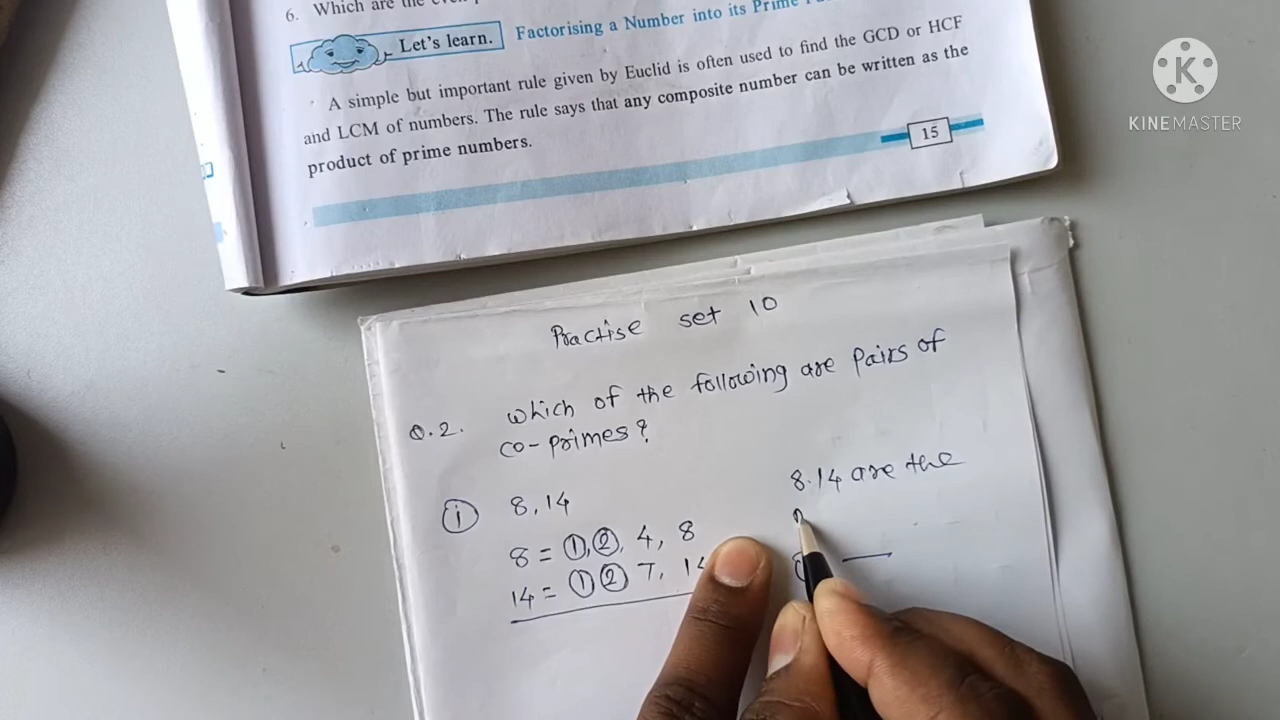 6. Which are the even
Let's learn. Factorising a Number into its Prime
A simple but important rule given by Euclid is often used to find the GCD or HCF
and LCM of numbers. The rule says that any composite number can be written as the
product of prime numbers.
15
KINEMASTER
Practise set 10
Q.2. Which of the following are pairs of
co-primes?
i 8,14
8.14 are the
8 = 1, 2, 4, 8
14 = 1 2 7, 14